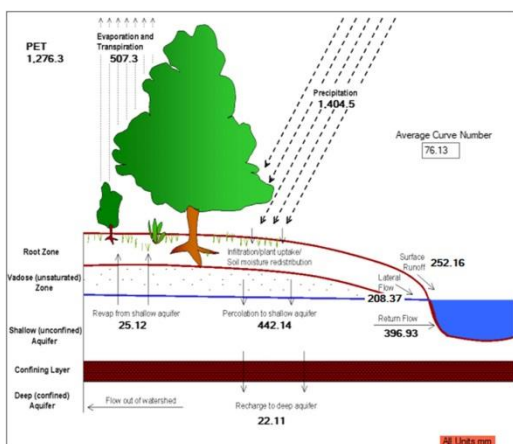 PET
1,276.3
Evaporation and
Transpiration
507.3
Precipitation
1,404.5
Average Curve Number
76.13
Root Zone
Infiltration/plant uptake/
Soil moisture redistribution
Surface
Runoff
252.16
Vadose (unsaturated)
Zone
Lateral
Flow
208.37
Revap from shallow aquifer
25.12
Percolation to shallow aquifer
442.14
Return Flow
396.93
Shallow (unconfined)
Aquifer
Confining Layer
Deep (confined)
Aquifer
Flow out of watershed
Recharge to deep aquifer
22.11
All Units mm